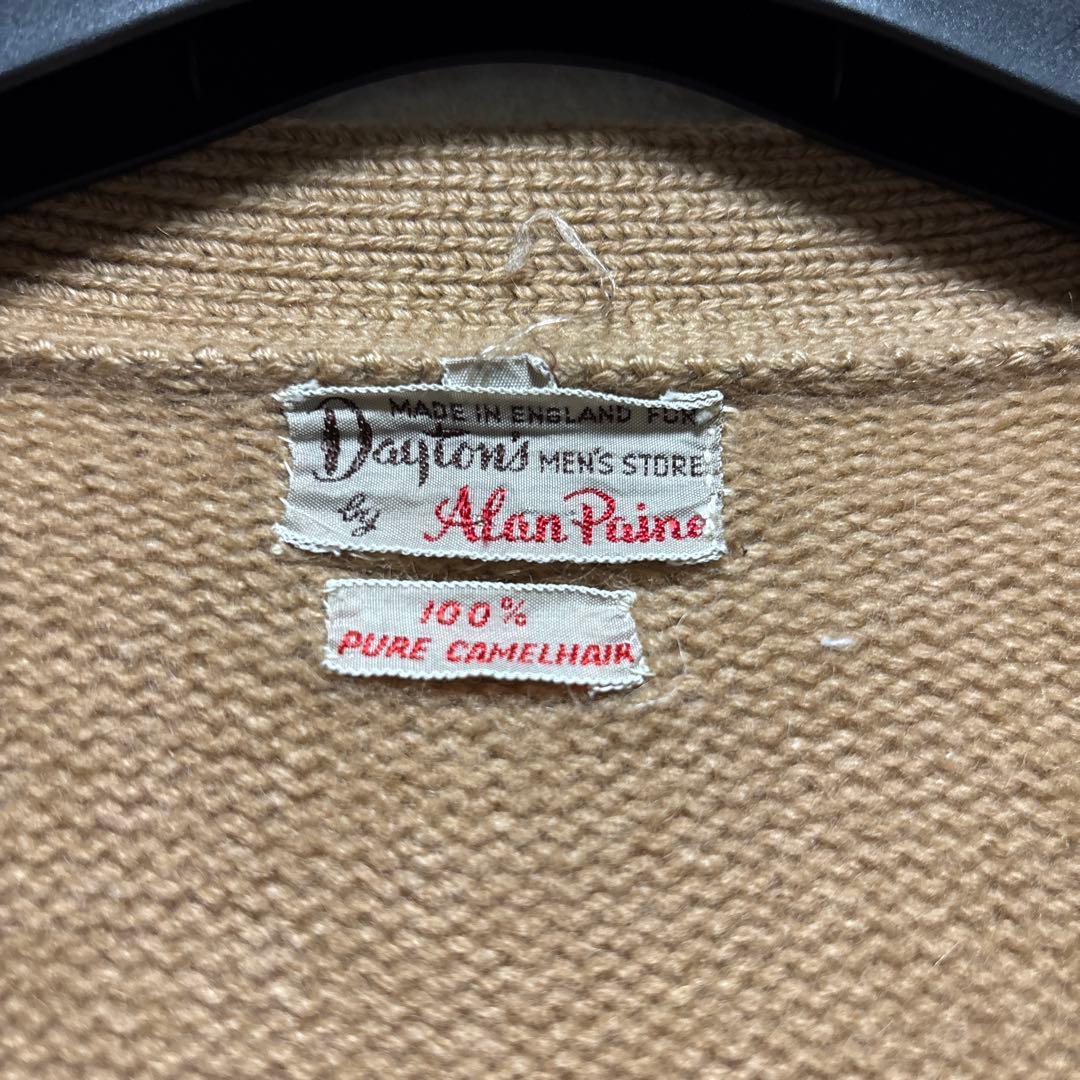 MADE IN ENGLAND FOR
Dayton's MEN'S STORE
by Alan Paine
100%
PURE CAMELHAIR